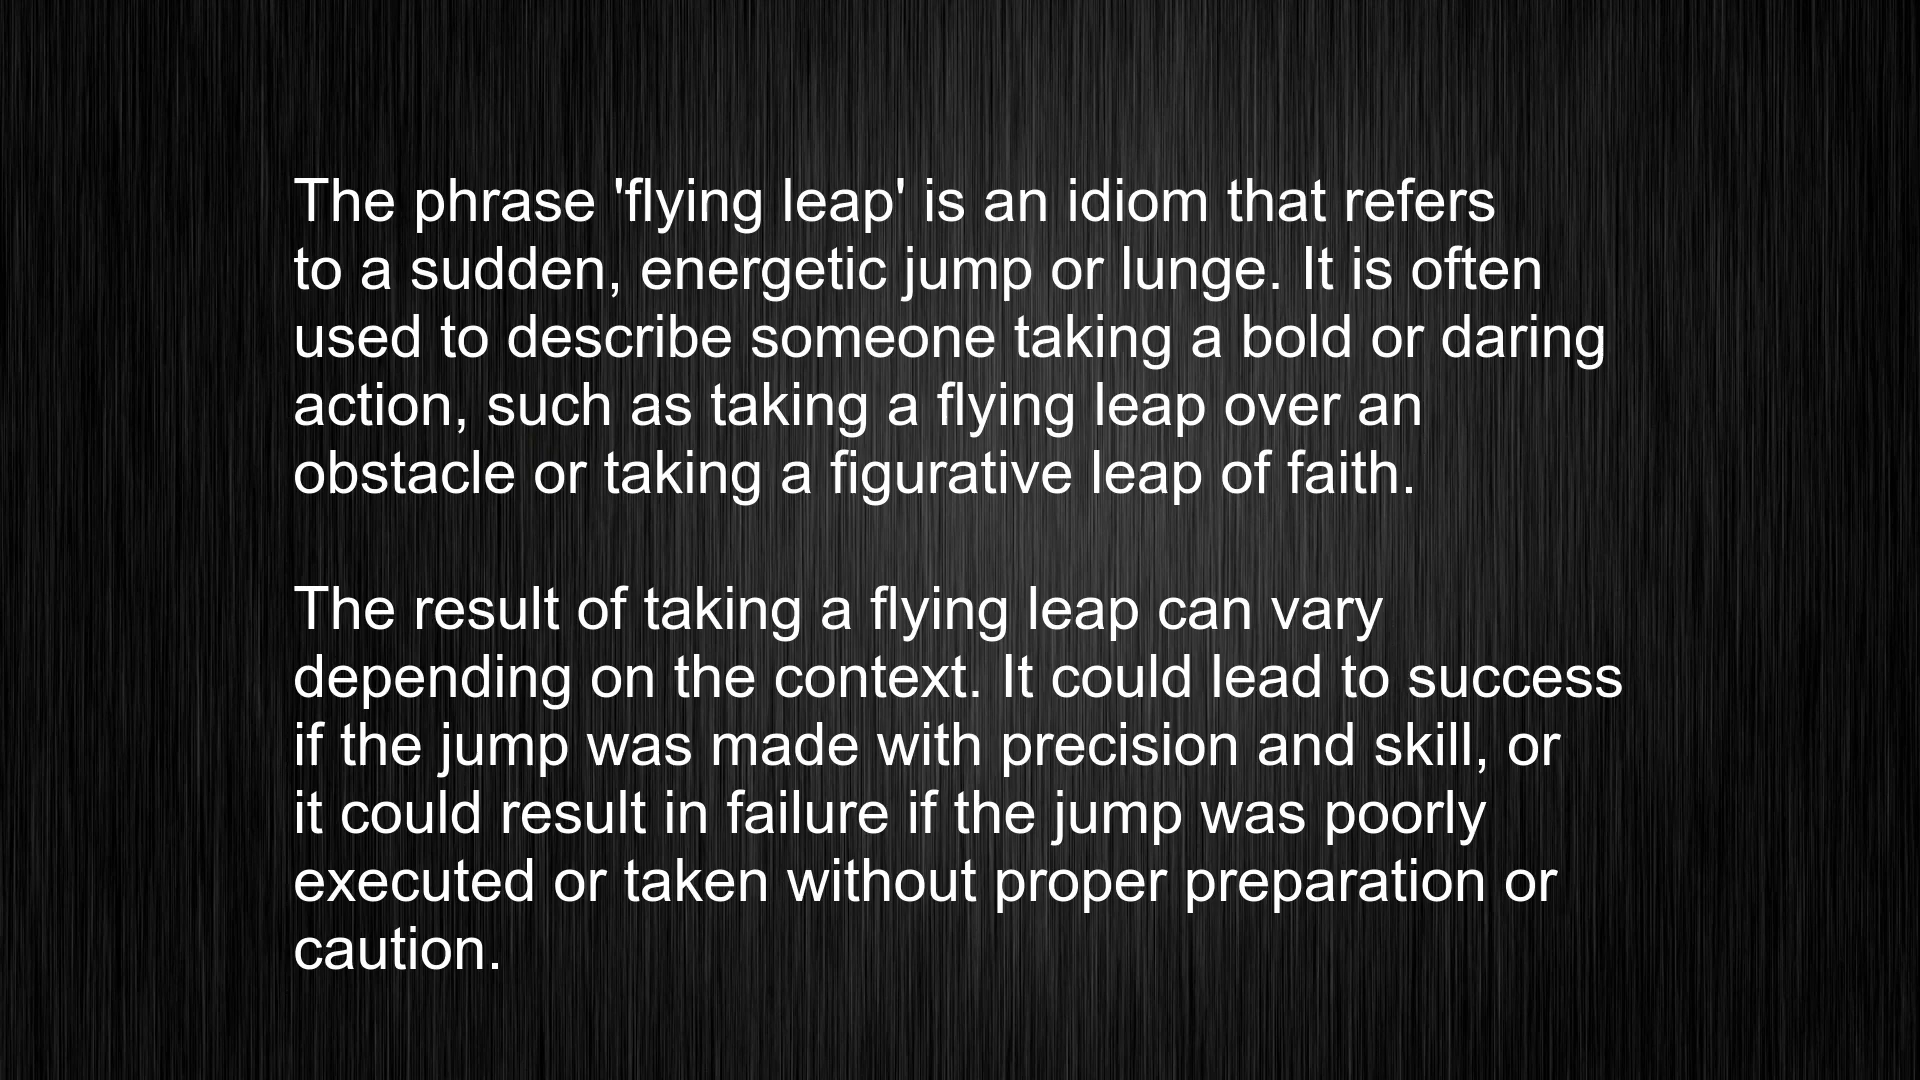 The phrase 'flying leap' is an idiom that refers
to a sudden, energetic jump or lunge. It is often
used to describe someone taking a bold or daring
action, such as taking a flying leap over an
obstacle or taking a figurative leap of faith.
The result of taking a flying leap can vary
depending on the context. It could lead to success
if the jump was made with precision and skill, or
it could result in failure if the jump was poorly
executed or taken without proper preparation or
caution.